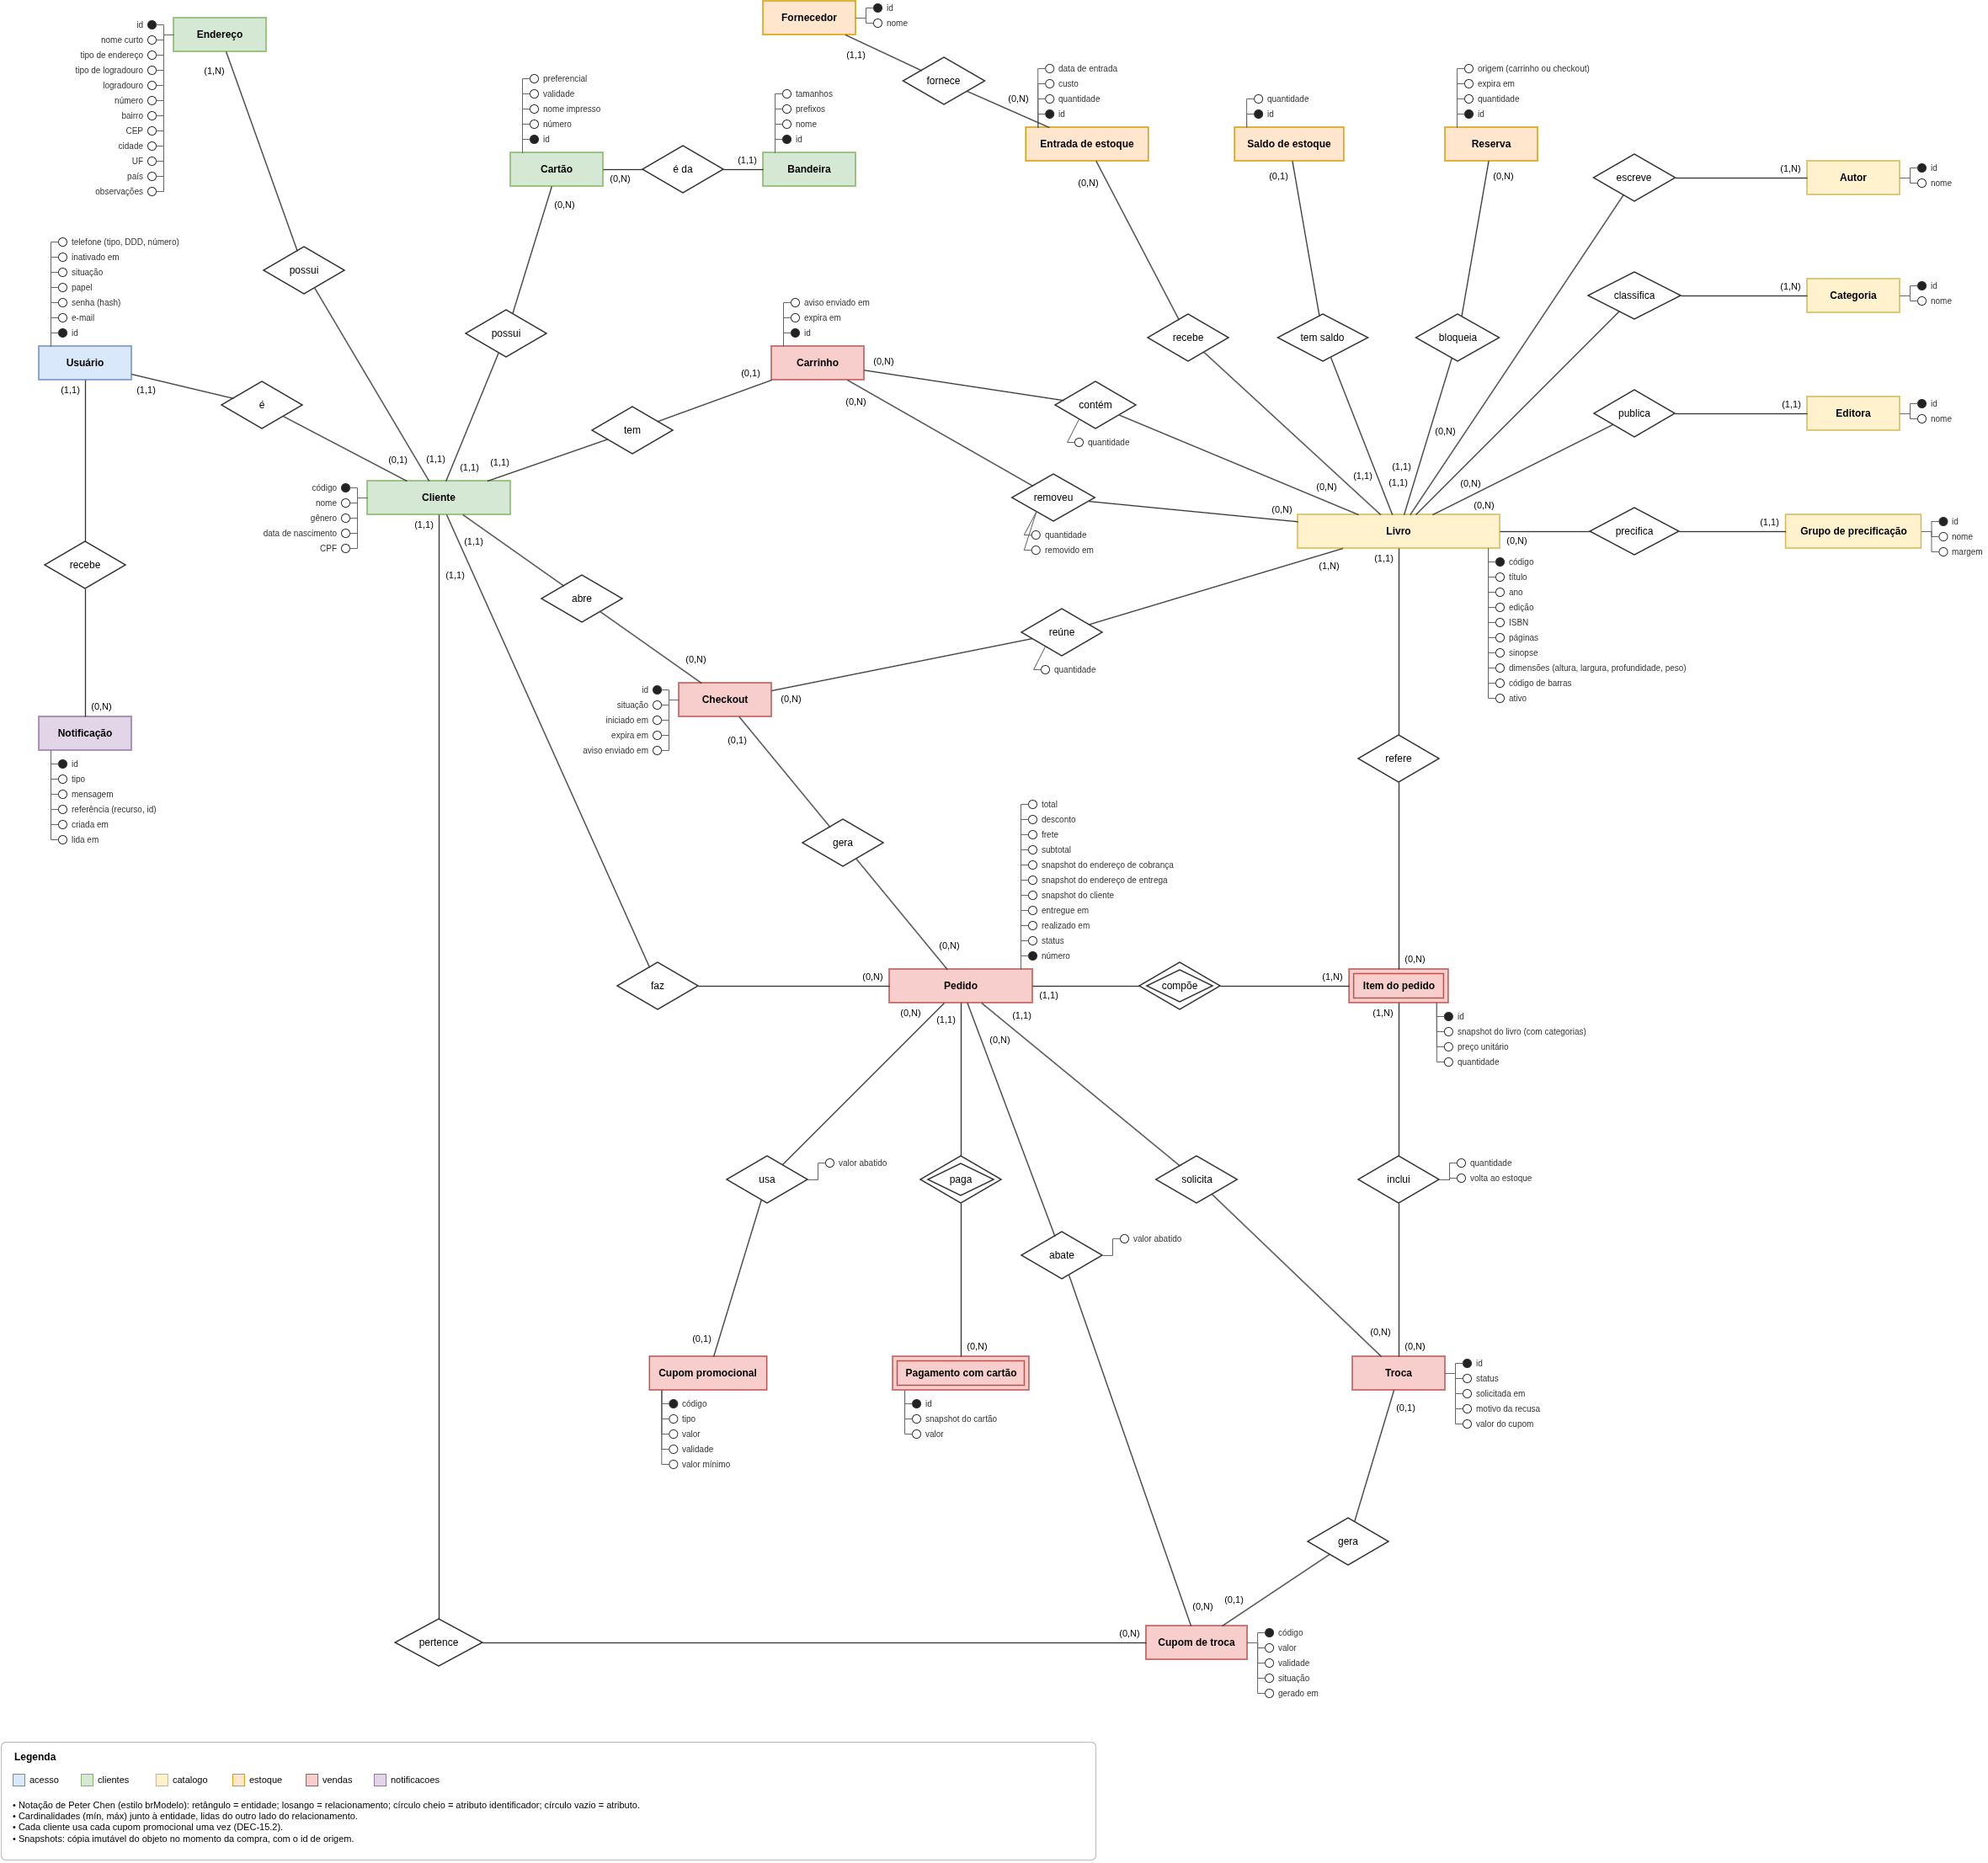 Fornecedor
id
nome
(1,1)
fornece
(0,N)
Endereço
id
nome curto
tipo de endereço
tipo de logradouro
logradouro
número
bairro
CEP
cidade
UF
país
observações
(1,N)
possui
preferencial
validade
nome impresso
número
id
Cartão
(0,N)
é da
(1,1)
(0,N)
possui
tamanhos
prefixos
nome
id
Bandeira
data de entrada
custo
quantidade
id
Entrada de estoque
(0,N)
recebe
quantidade
id
Saldo de estoque
(0,1)
tem saldo
origem (carrinho ou checkout)
expira em
quantidade
id
Reserva
(0,N)
bloqueia
escreve
(1,N)
Autor
id
nome
classifica
(1,N)
Categoria
id
nome
publica
(1,1)
Editora
id
nome
telefone (tipo, DDD, número)
inativado em
situação
papel
senha (hash)
e-mail
id
Usuário
(1,1)
(1,1)
é
(0,1)
(1,1)
(1,1)
(1,1)
aviso enviado em
expira em
id
Carrinho
(0,1)
(0,N)
(0,N)
tem
contém
quantidade
removeu
quantidade
removido em
(0,N)
(0,N)
(1,1)
(1,1)
(1,1)
(0,N)
(0,N)
(0,N)
código
nome
gênero
data de nascimento
CPF
Cliente
(1,1)
(1,1)
(1,1)
Livro
(0,N)
precifica
(1,1)
Grupo de precificação
id
nome
margem
(1,N)
(1,1)
código
título
ano
edição
ISBN
páginas
sinopse
dimensões (altura, largura, profundidade, peso)
código de barras
ativo
recebe
abre
reúne
quantidade
(0,N)
(0,N)
id
situação
iniciado em
expira em
aviso enviado em
Checkout
(0,1)
(0,N)
Notificação
id
tipo
mensagem
referência (recurso, id)
criada em
lida em
refere
gera
total
desconto
frete
subtotal
snapshot do endereço de cobrança
snapshot do endereço de entrega
snapshot do cliente
entregue em
realizado em
status
número
(0,N)
(0,N)
faz
(0,N)
Pedido
(1,1)
compõe
(1,N)
Item do pedido
(0,N)
(1,1)
(0,N)
(1,1)
(1,N)
id
snapshot do livro (com categorias)
preço unitário
quantidade
usa
valor abatido
paga
solicita
inclui
quantidade
volta ao estoque
abate
valor abatido
(0,1)
(0,N)
(0,N)
(0,N)
Cupom promocional
código
tipo
valor
validade
valor mínimo
Pagamento com cartão
id
snapshot do cartão
valor
Troca
id
status
solicitada em
motivo da recusa
valor do cupom
(0,1)
gera
(0,1)
(0,N)
pertence
(0,N)
Cupom de troca
código
valor
validade
situação
gerado em
Legenda
acesso clientes catalogo estoque vendas notificacoes
• Notação de Peter Chen (estilo brModelo): retângulo = entidade; losango = relacionamento; círculo cheio = atributo identificador; círculo vazio = atributo.
• Cardinalidades (mín, máx) junto à entidade, lidas do outro lado do relacionamento.
• Cada cliente usa cada cupom promocional uma vez (DEC-15.2).
• Snapshots: cópia imutável do objeto no momento da compra, com o id de origem.